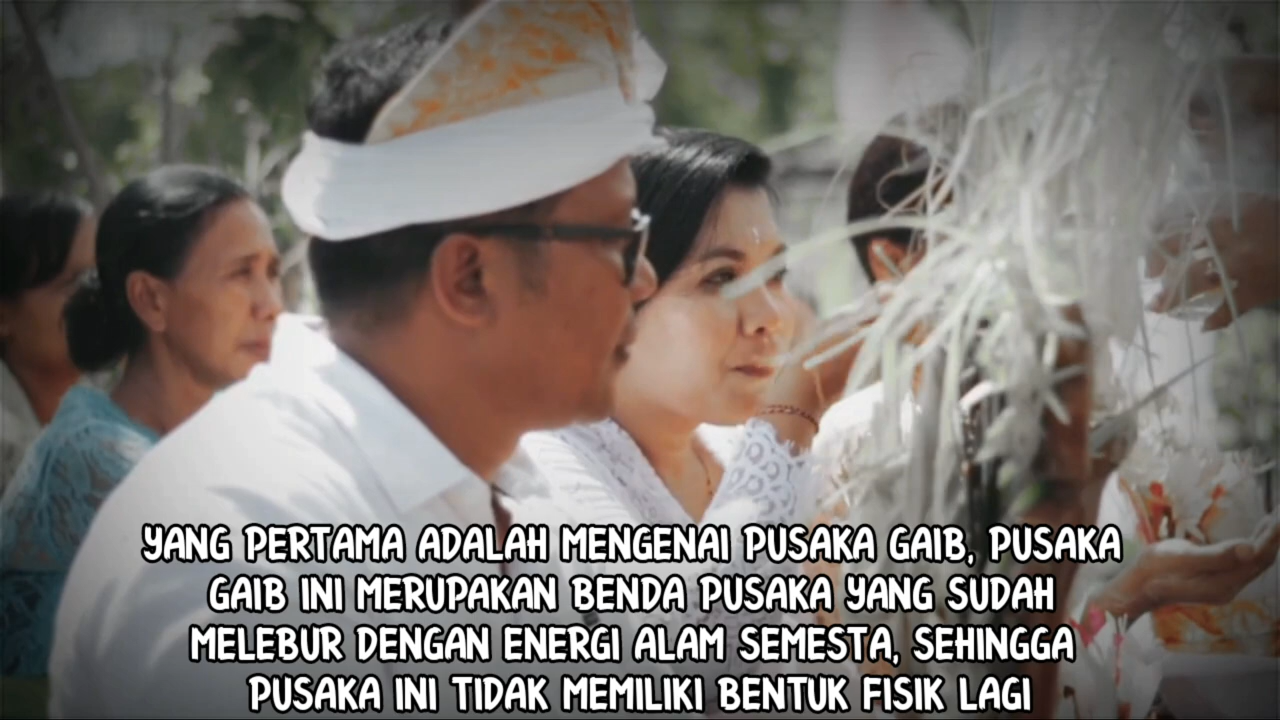 YANG PERTAMA ADALAH MENGENAI PUSAKA GAIB, PUSAKA
GAIB INI MERUPAKAN BENDA PUSAKA YANG SUDAH
MELEBUR DENGAN ENERGI ALAM SEMESTA, SEHINGGA
PUSAKA INI TIDAK MEMILIKI BENTUK FISIK LAGI